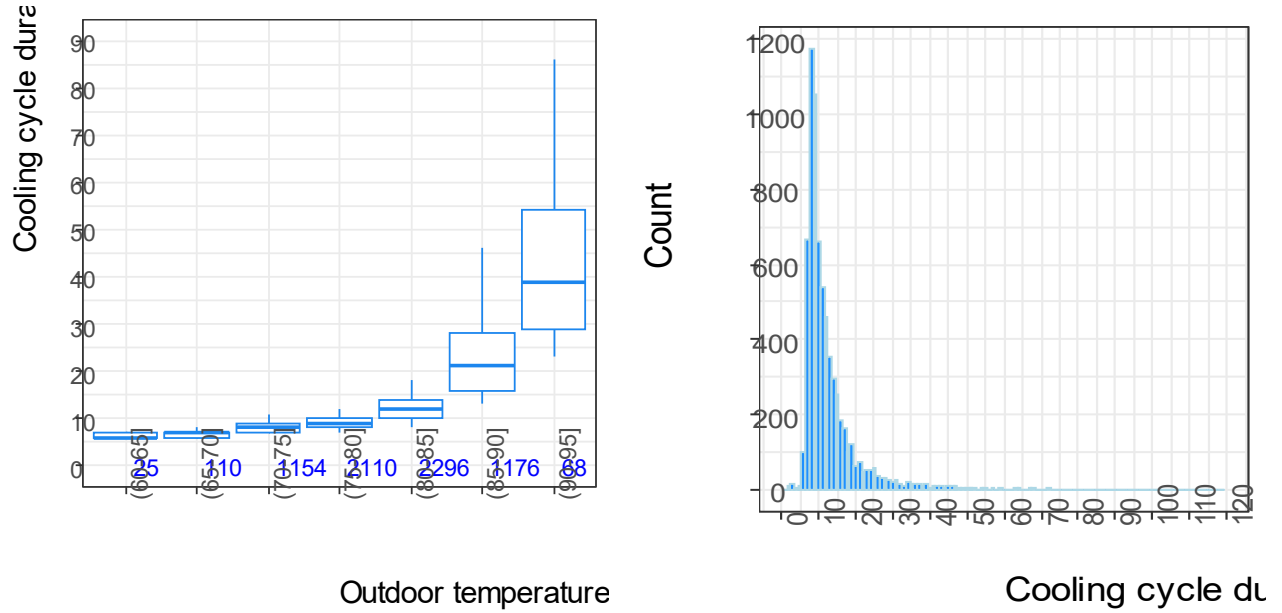 Cooling cycle dura
90
80
70
60
50
40
30
20
10
0
25 110 1154 2110 2296 1176 68
(60,65] (65,70] (70,75] (75,80] (80,85] (85,90] (90,95]
Outdoor temperature
Count
1200
1000
800
600
400
200
0
0 10 20 30 40 50 60 70 80 90 100 110 120
Cooling cycle du